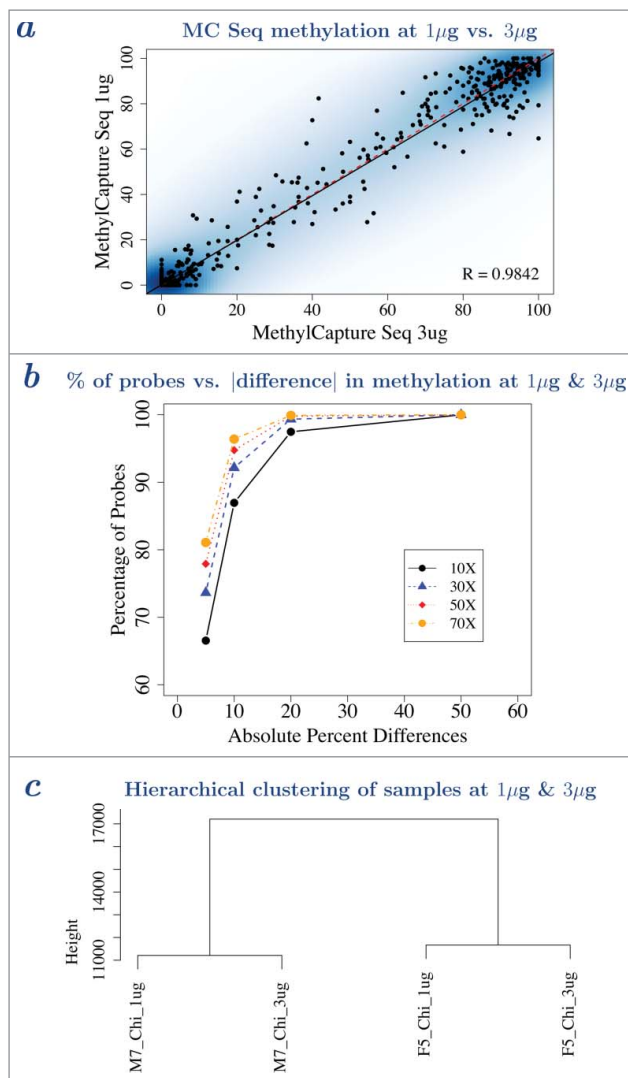 a MC Seq methylation at 1μg vs. 3μg
MethylCapture Seq 1ug
100
80
60
40
20
0
R = 0.9842
0 20 40 60 80 100
MethylCapture Seq 3ug
b % of probes vs. |difference| in methylation at 1μg & 3μg
Percentage of Probes
100
90
80
70
60
10X
30X
50X
70X
0 10 20 30 40 50 60
Absolute Percent Differences
c Hierarchical clustering of samples at 1μg & 3μg
Height
17000
14000
11000
M7_Chi_1ug
M7_Chi_3ug
F5_Chi_1ug
F5_Chi_3ug